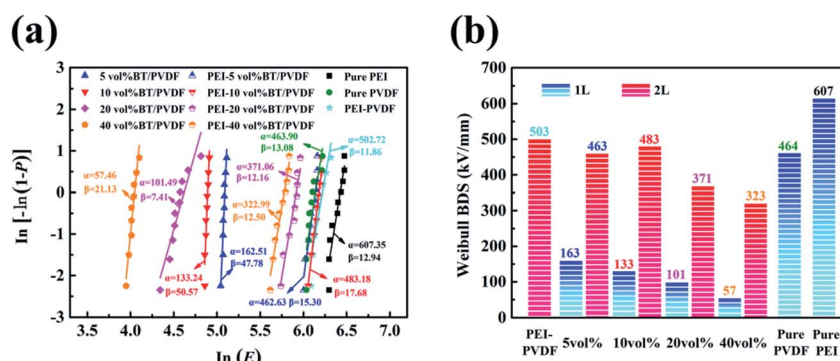 (a)
(b)
ln [-ln(1-P)]
3
2
1
0
-1
-2
-3
3.5 4.0 4.5 5.0 5.5 6.0 6.5 7.0
ln (E)
5 vol%BT/PVDF
10 vol%BT/PVDF
20 vol%BT/PVDF
40 vol%BT/PVDF
PEI-5 vol%BT/PVDF
PEI-10 vol%BT/PVDF
PEI-20 vol%BT/PVDF
PEI-40 vol%BT/PVDF
Pure PEI
Pure PVDF
PEI-PVDF
α=463.90
β=13.08
α=502.72
β=11.86
α=57.46
β=21.13
α=101.49
β=7.41
α=371.06
β=12.16
α=322.99
β=12.50
α=607.35
β=12.94
α=133.24
β=50.57
α=162.51
β=47.78
α=462.63 β=15.30
α=483.18
β=17.68
Weibull BDS (kV/mm)
700
600
500
400
300
200
100
0
1L
2L
503
163
463
133
483
101
371
57
323
464
607
PEI-
PVDF
5vol%
10vol%
20vol%
40vol%
Pure
PVDF
Pure
PEI